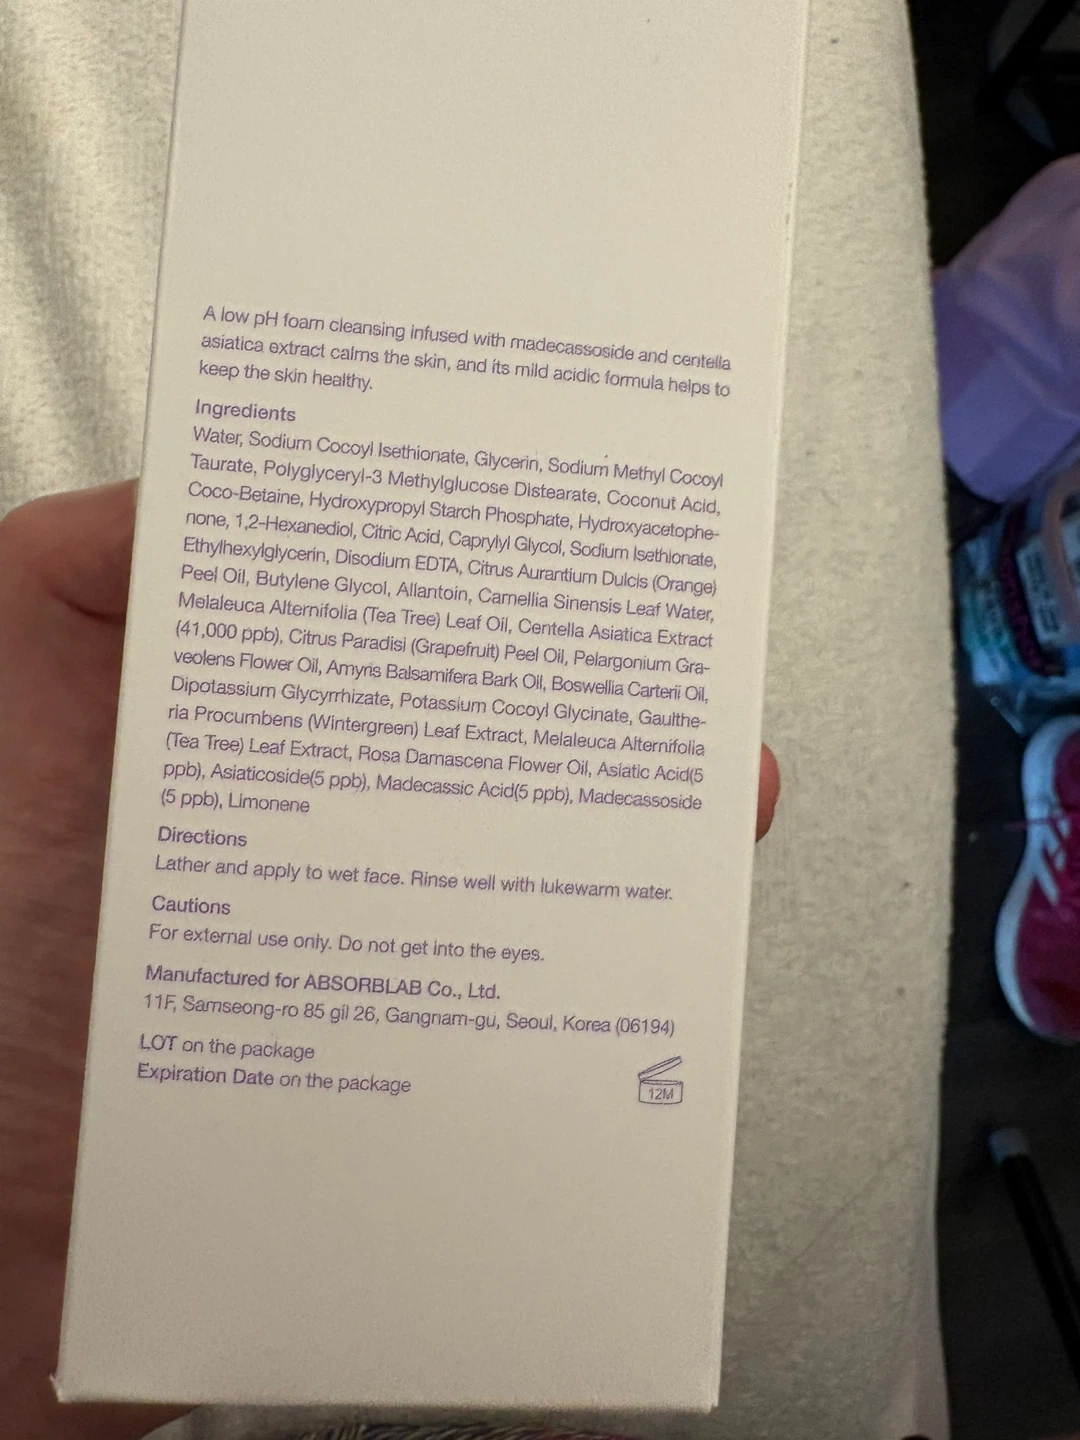 A low pH foam cleansing infused with madecassoside and centella
asiatica extract calms the skin, and its mild acidic formula helps to
keep the skin healthy.
Ingredients
Water, Sodium Cocoyl Isethionate, Glycerin, Sodium Methyl Cocoyl
Taurate, Polyglyceryl-3 Methylglucose Distearate, Coconut Acid,
Coco-Betaine, Hydroxypropyl Starch Phosphate, Hydroxyacetophe-
none, 1,2-Hexanediol, Citric Acid, Caprylyl Glycol, Sodium Isethionate,
Ethylhexylglycerin, Disodium EDTA, Citrus Aurantium Dulcis (Orange)
Peel Oil, Butylene Glycol, Allantoin, Camellia Sinensis Leaf Water,
Melaleuca Alternifolia (Tea Tree) Leaf Oil, Centella Asiatica Extract
(41,000 ppb), Citrus Paradisi (Grapefruit) Peel Oil, Pelargonium Gra-
veolens Flower Oil, Amyris Balsamifera Bark Oil, Boswellia Carterii Oil,
Dipotassium Glycyrrhizate, Potassium Cocoyl Glycinate, Gaulthe-
ria Procumbens (Wintergreen) Leaf Extract, Melaleuca Alternifolia
(Tea Tree) Leaf Extract, Rosa Damascena Flower Oil, Asiatic Acid(5
ppb), Asiaticoside(5 ppb), Madecassic Acid(5 ppb), Madecassoside
(5 ppb), Limonene
Directions
Lather and apply to wet face. Rinse well with lukewarm water.
Cautions
For external use only. Do not get into the eyes.
Manufactured for ABSORBLAB Co., Ltd.
11F, Samseong-ro 85 gil 26, Gangnam-gu, Seoul, Korea (06194)
LOT on the package
Expiration Date on the package
12M